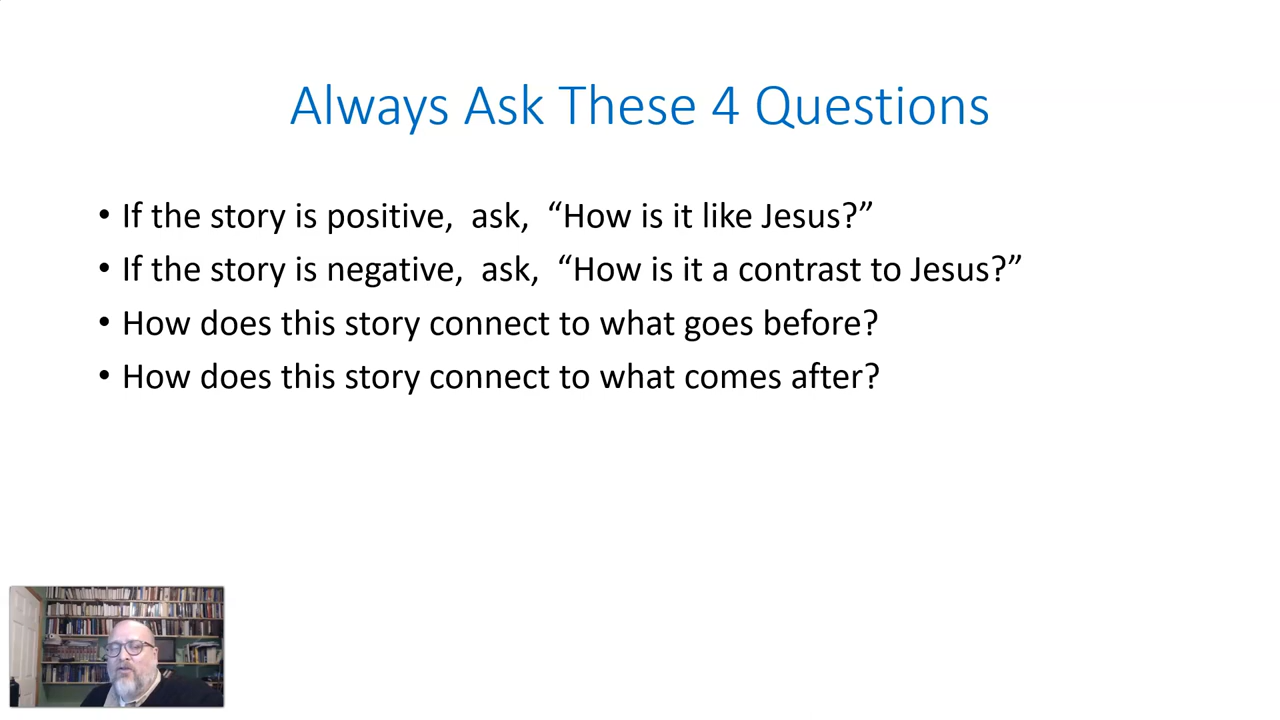 Always Ask These 4 Questions
• If the story is positive,  ask,  “How is it like Jesus?”
• If the story is negative,  ask,  “How is it a contrast to Jesus?”
• How does this story connect to what goes before?
• How does this story connect to what comes after?